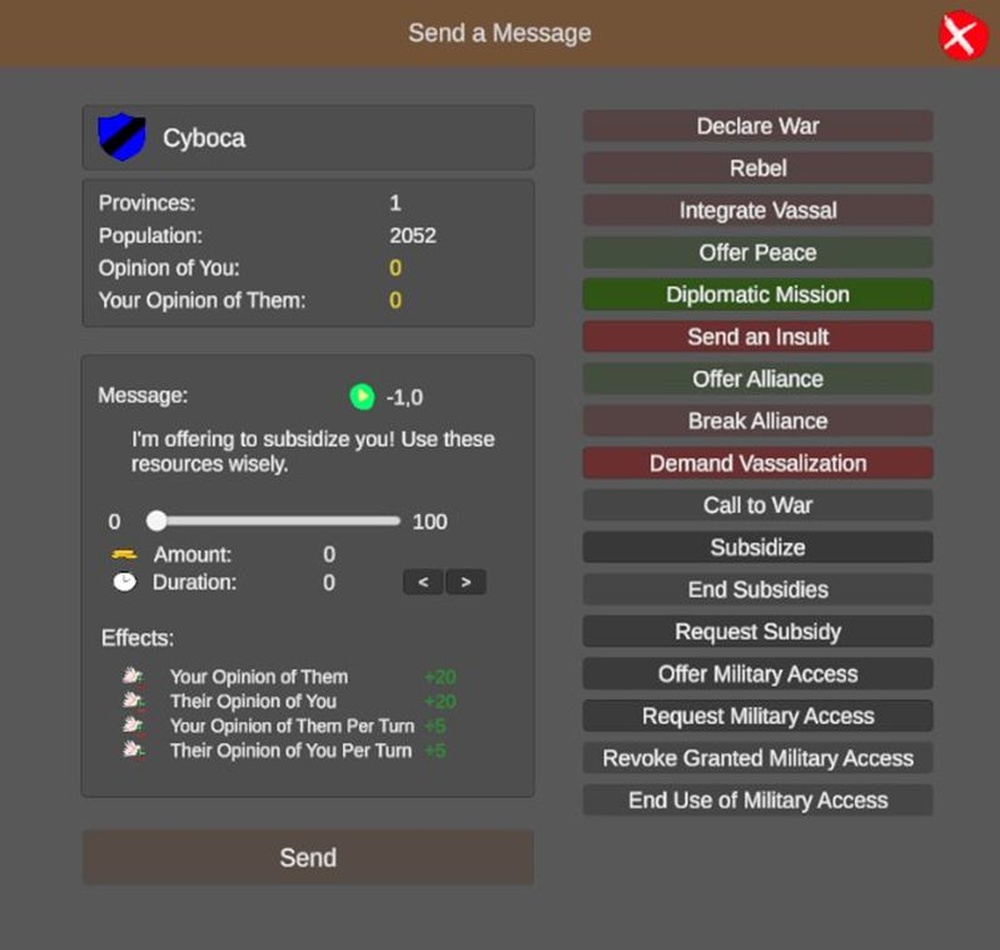 Send a Message
Cyboca
Provinces: 1
Population: 2052
Opinion of You: 0
Your Opinion of Them: 0
Message: -1,0
I'm offering to subsidize you! Use these
resources wisely.
0 100
Amount: 0
Duration: 0 < >
Effects:
Your Opinion of Them +20
Their Opinion of You +20
Your Opinion of Them Per Turn +5
Their Opinion of You Per Turn +5
Send
Declare War
Rebel
Integrate Vassal
Offer Peace
Diplomatic Mission
Send an Insult
Offer Alliance
Break Alliance
Demand Vassalization
Call to War
Subsidize
End Subsidies
Request Subsidy
Offer Military Access
Request Military Access
Revoke Granted Military Access
End Use of Military Access